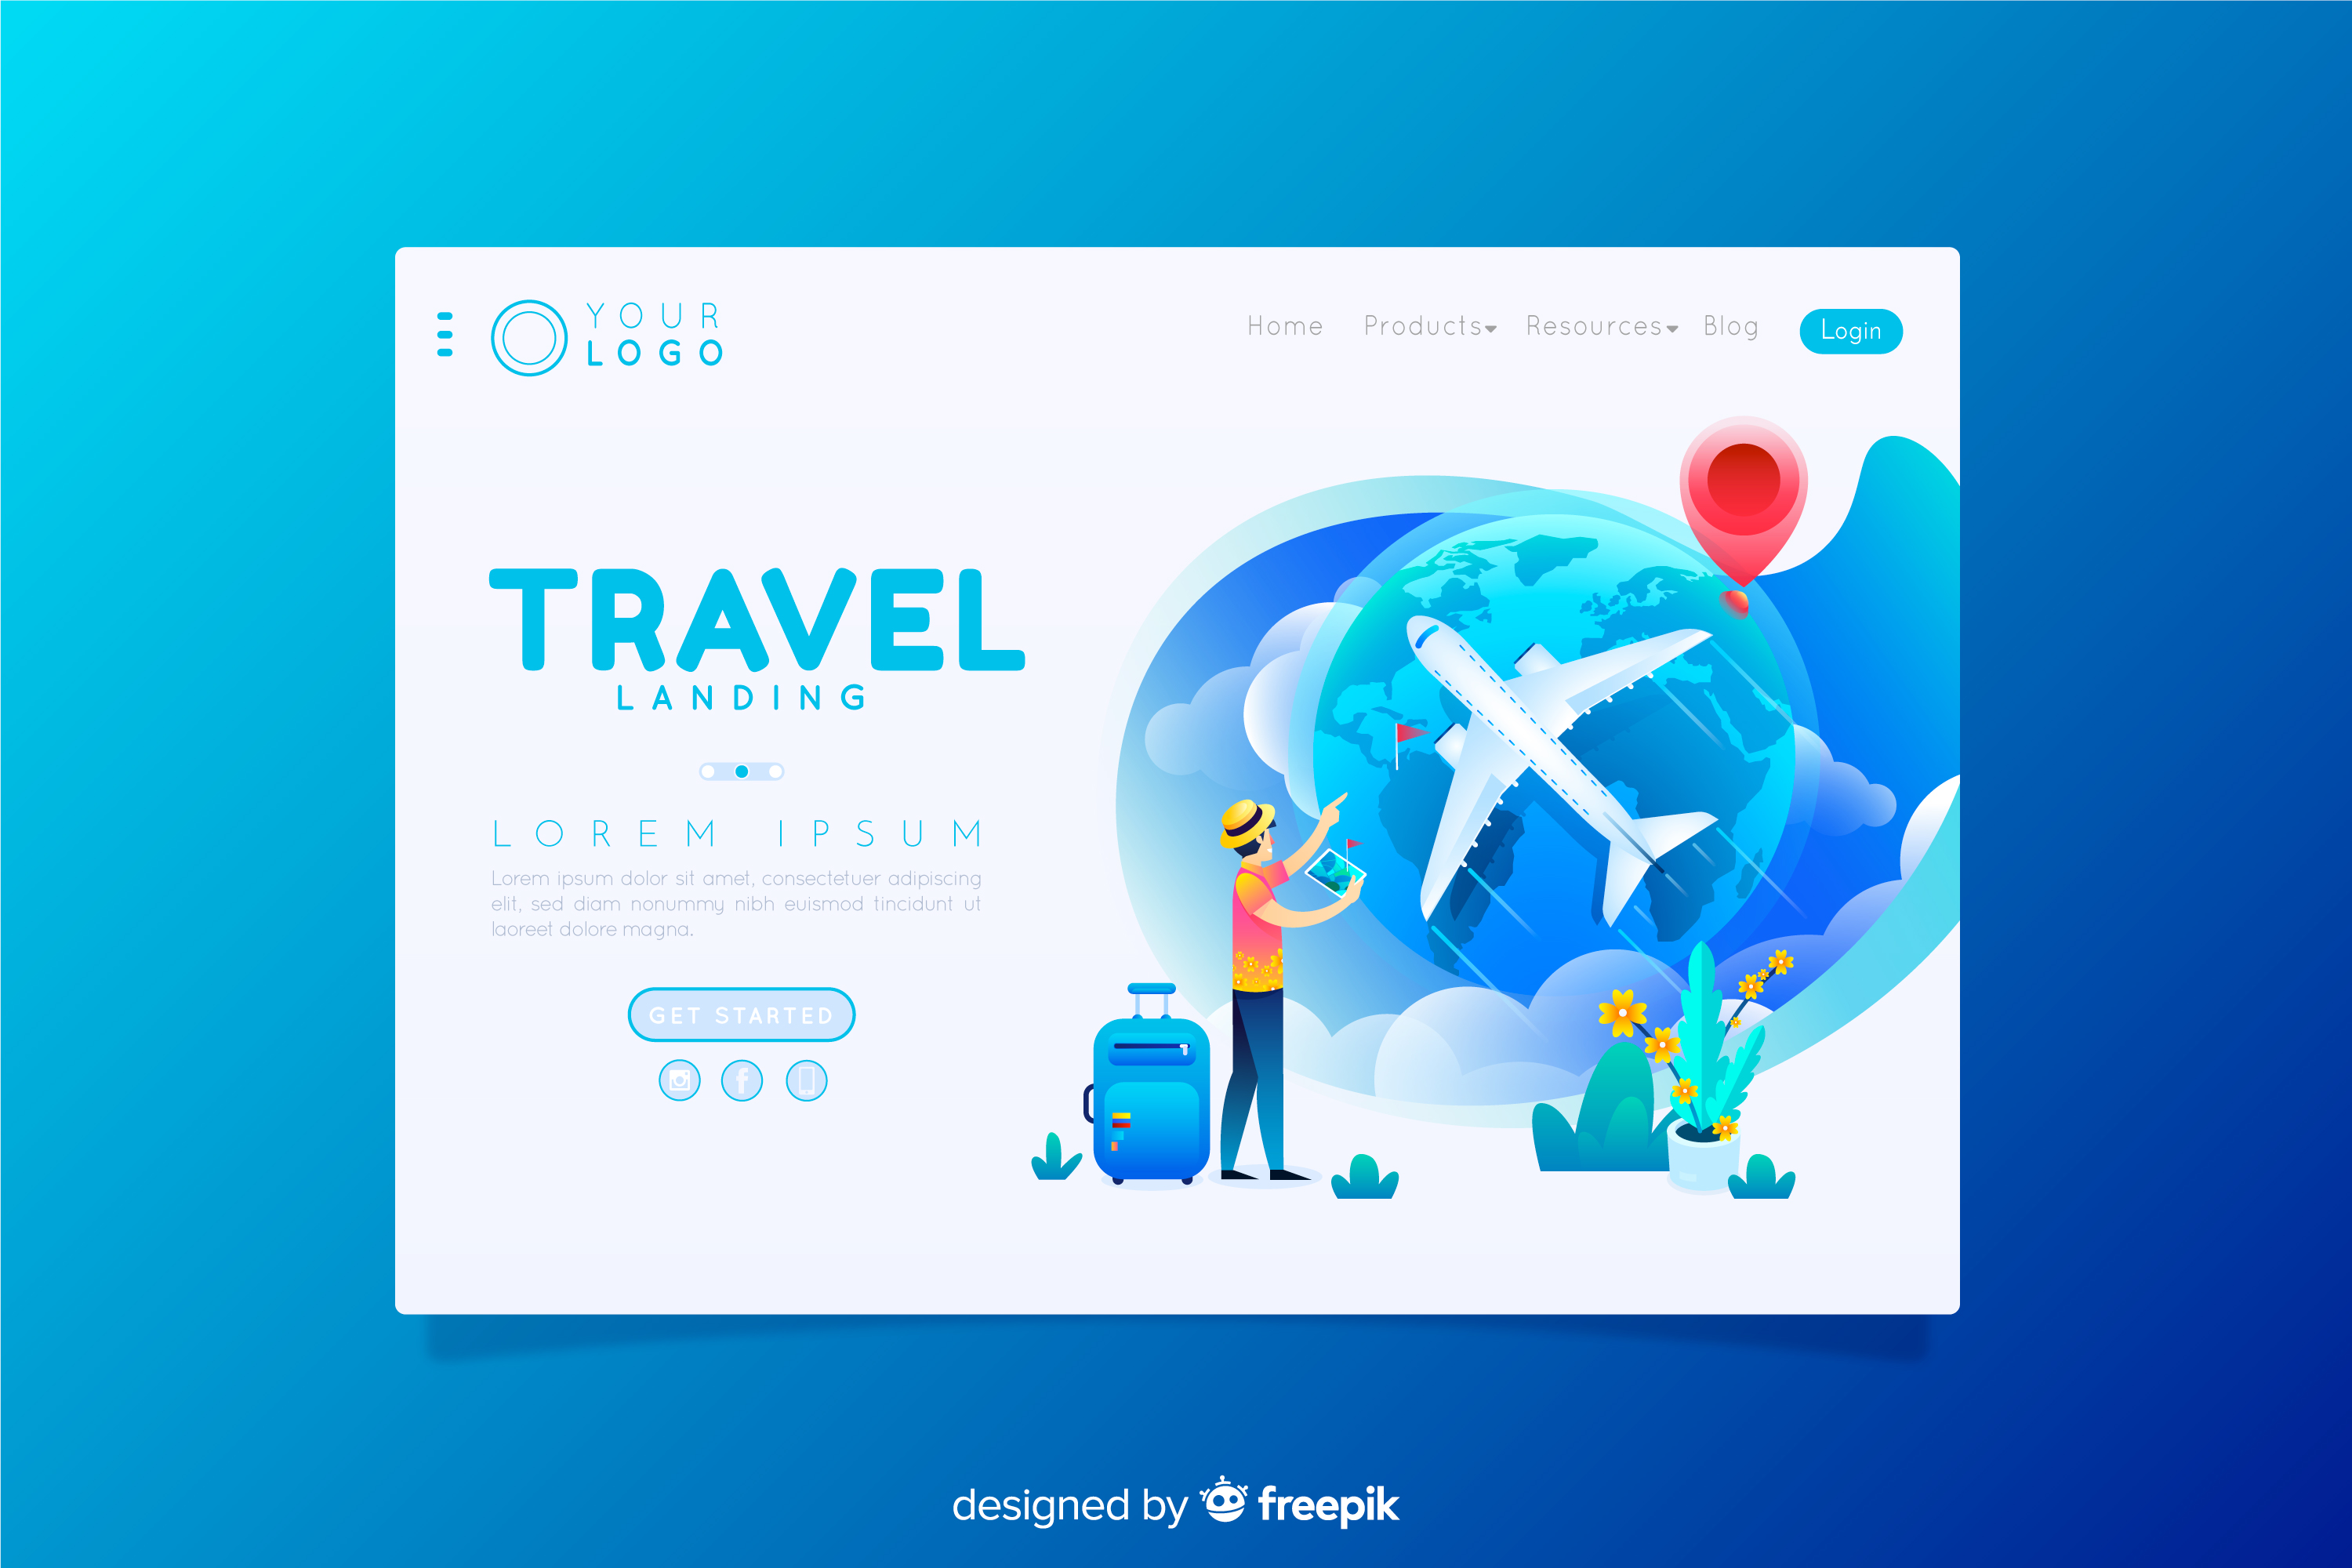 YOUR
LOGO
Home Products Resources Blog Login
TRAVEL
LANDING
LOREM IPSUM
Lorem ipsum dolor sit amet, consectetuer adipiscing
elit, sed diam nonummy nibh euismod tincidunt ut
laoreet dolore magna.
GET STARTED
designed by freepik